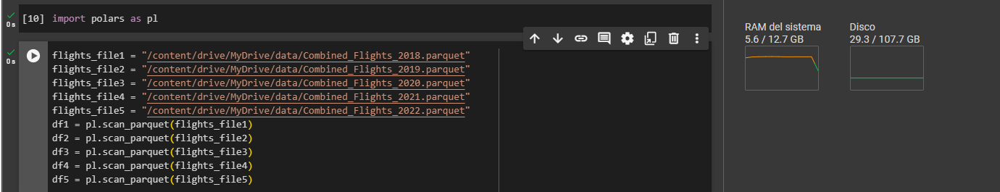 0s
[10] import polars as pl
0s
flights_file1 = "/content/drive/MyDrive/data/Combined_Flights_2018.parquet"
flights_file2 = "/content/drive/MyDrive/data/Combined_Flights_2019.parquet"
flights_file3 = "/content/drive/MyDrive/data/Combined_Flights_2020.parquet"
flights_file4 = "/content/drive/MyDrive/data/Combined_Flights_2021.parquet"
flights_file5 = "/content/drive/MyDrive/data/Combined_Flights_2022.parquet"
df1 = pl.scan_parquet(flights_file1)
df2 = pl.scan_parquet(flights_file2)
df3 = pl.scan_parquet(flights_file3)
df4 = pl.scan_parquet(flights_file4)
df5 = pl.scan_parquet(flights_file5)
RAM del sistema
5.6 / 12.7 GB
Disco
29.3 / 107.7 GB